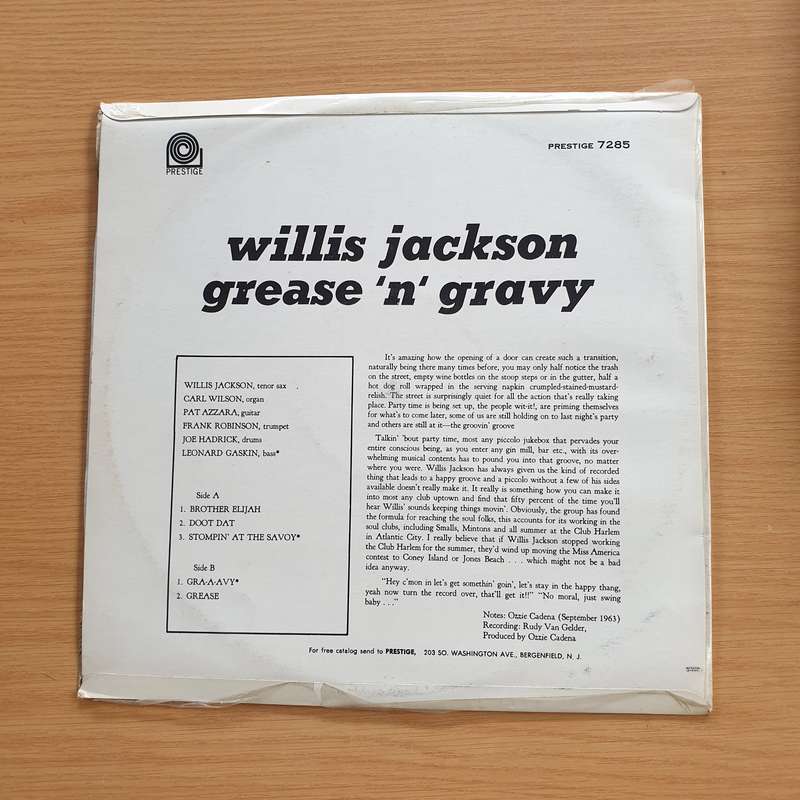 PRESTIGE
PRESTIGE 7285
willis jackson
grease 'n' gravy
WILLIS JACKSON, tenor sax
CARL WILSON, organ
PAT AZZARA, guitar
FRANK ROBINSON, trumpet
JOE HADRICK, drums
LEONARD GASKIN, bass*
Side A
1. BROTHER ELIJAH
2. DOOT DAT
3. STOMPIN' AT THE SAVOY*
Side B
1. GRA-A-AVY*
2. GREASE
It's amazing how the opening of a door can create such a transition,
naturally being there many times before, you may only half notice the trash
on the street, empty wine bottles on the stoop steps or in the gutter, half a
hot dog roll wrapped in the serving napkin crumpled-stained-mustard-
relish. The street is surprisingly quiet for all the action that's really taking
place. Party time is being set up, the people wit-it!, are priming themselves
for what's to come later, some of us are still holding on to last night's party
and others are still at it—the groovin' groove
Talkin' 'bout party time, most any piccolo jukebox that pervades your
entire conscious being, as you enter any gin mill, bar etc., with its over-
whelming musical contents has to pound you into that groove, no matter
where you were. Willis Jackson has always given us the kind of recorded
thing that leads to a happy groove and a piccolo without a few of his sides
available doesn't really make it. It really is something how you can make it
into most any club uptown and find that fifty percent of the time you'll
hear Willis' sounds keeping things movin'. Obviously, the group has found
the formula for reaching the soul folks, this accounts for its working in the
soul clubs, including Smalls, Mintons and all summer at the Club Harlem
in Atlantic City. I really believe that if Willis Jackson stopped working
the Club Harlem for the summer, they'd wind up moving the Miss America
contest to Coney Island or Jones Beach . . . which might not be a bad
idea anyway.
"Hey c'mon in let's get somethin' goin', let's stay in the happy thang,
yeah now turn the record over, that'll get it!!" "No moral, just swing
baby . . ."
Notes: Ozzie Cadena (September 1963)
Recording: Rudy Van Gelder,
Produced by Ozzie Cadena
For free catalog send to PRESTIGE, 203 SO. WASHINGTON AVE., BERGENFIELD, N. J.